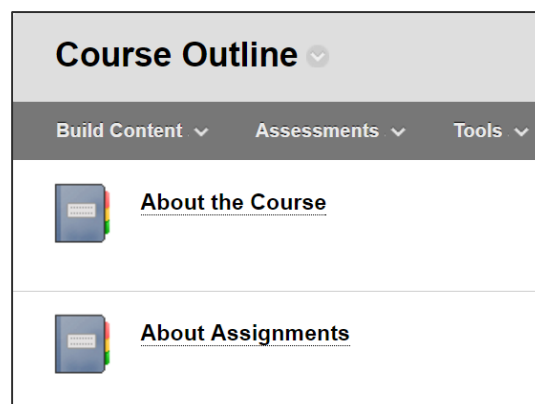 Course Outline
Build Content Assessments Tools
About the Course
About Assignments